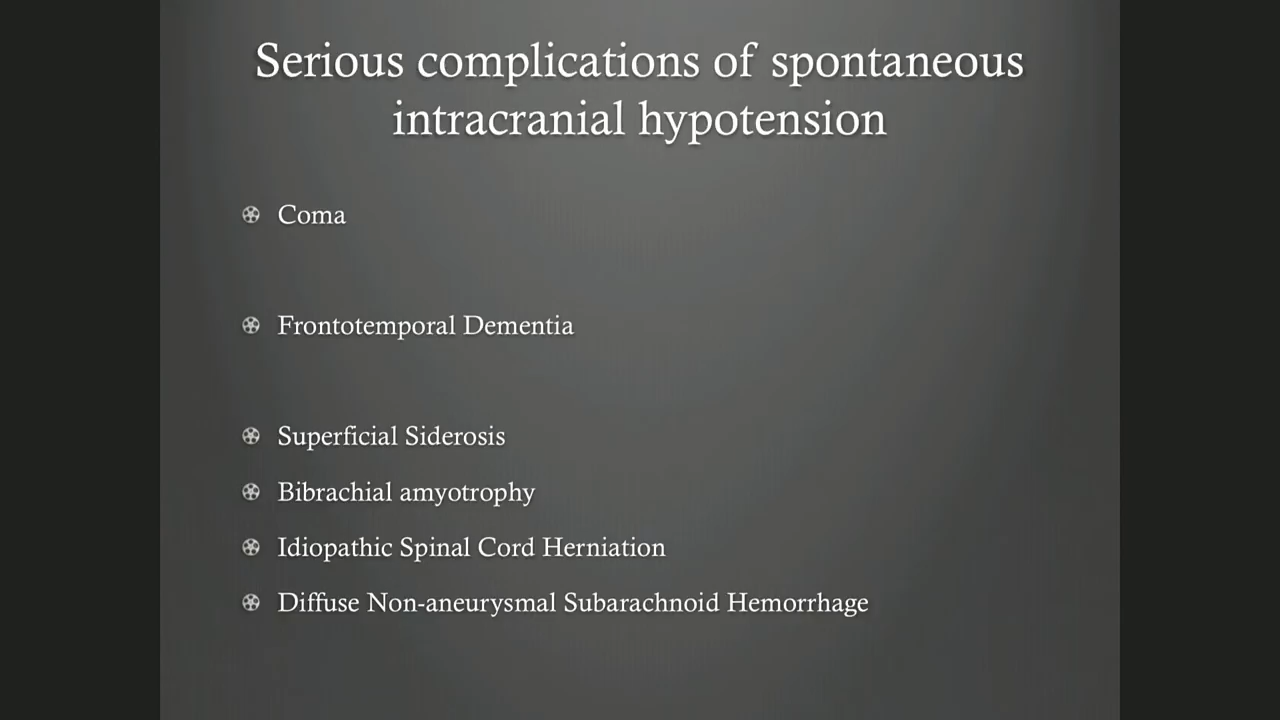 Serious complications of spontaneous
intracranial hypotension
Coma
Frontotemporal Dementia
Superficial Siderosis
Bibrachial amyotrophy
Idiopathic Spinal Cord Herniation
Diffuse Non-aneurysmal Subarachnoid Hemorrhage